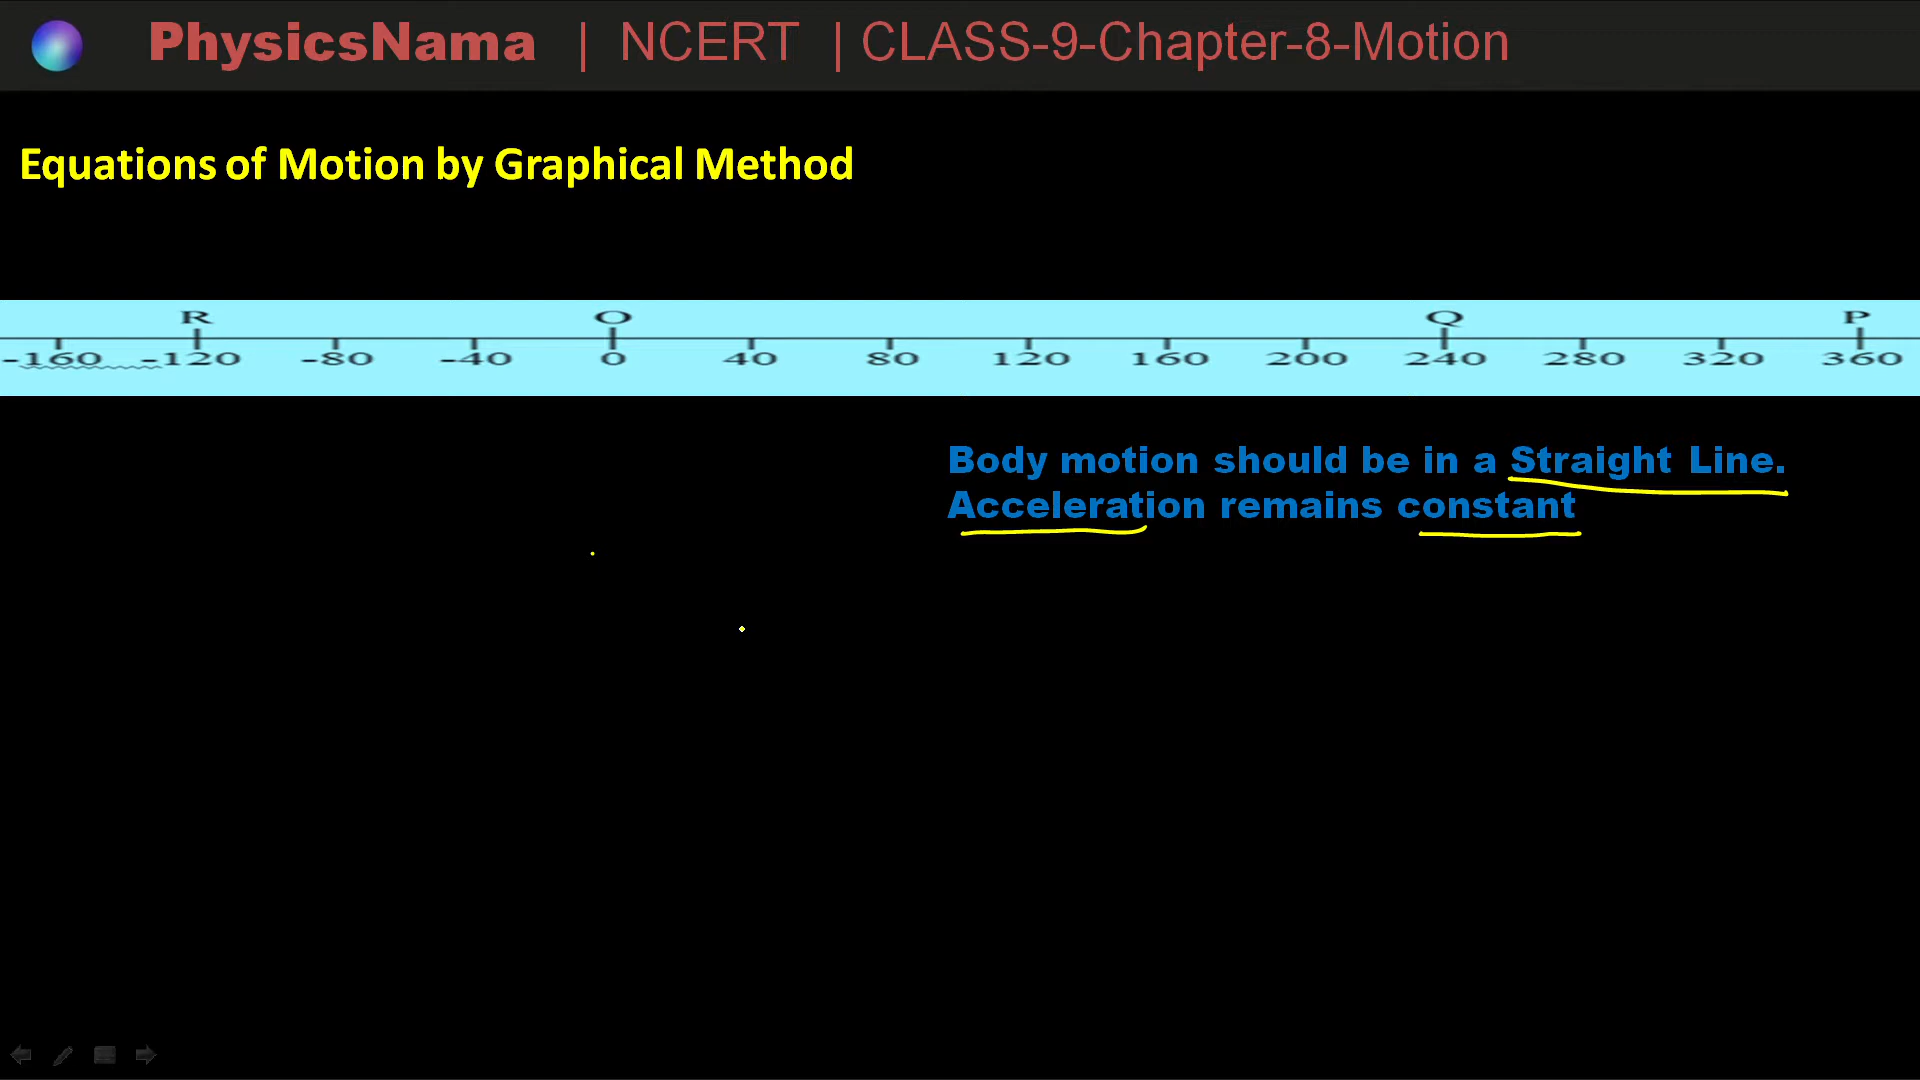 PhysicsNama | NCERT | CLASS-9-Chapter-8-Motion
Equations of Motion by Graphical Method
R O Q P
-160 -120 -80 -40 0 40 80 120 160 200 240 280 320 360
Body motion should be in a Straight Line.
Acceleration remains constant